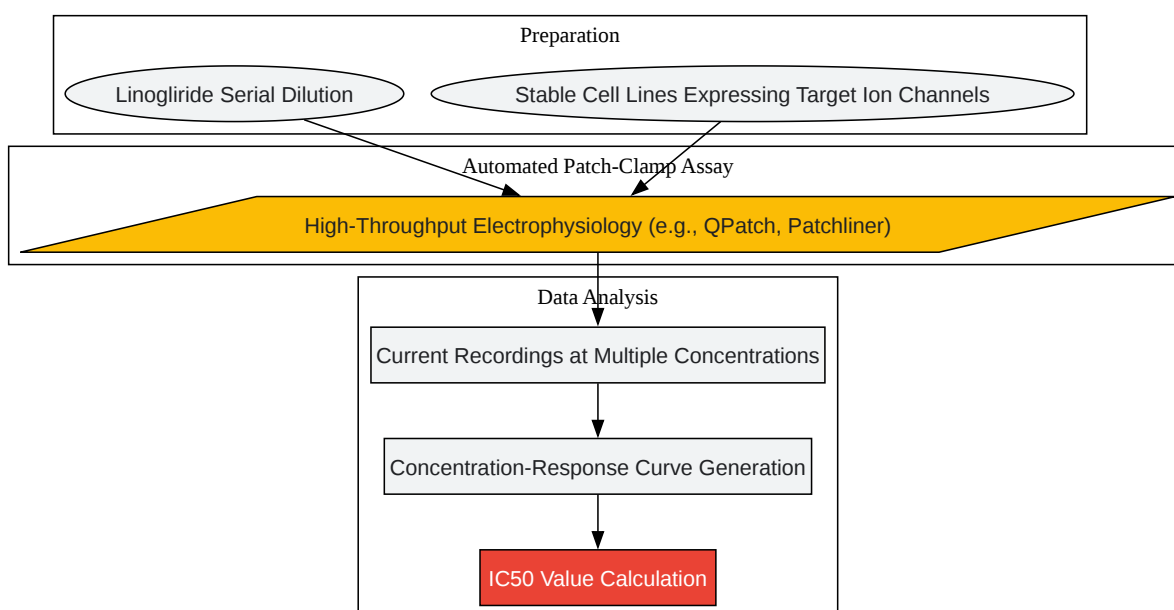 Preparation
Linogliride Serial Dilution
Stable Cell Lines Expressing Target Ion Channels
Automated Patch-Clamp Assay
High-Throughput Electrophysiology (e.g., QPatch, Patchliner)
Data Analysis
Current Recordings at Multiple Concentrations
Concentration-Response Curve Generation
IC50 Value Calculation